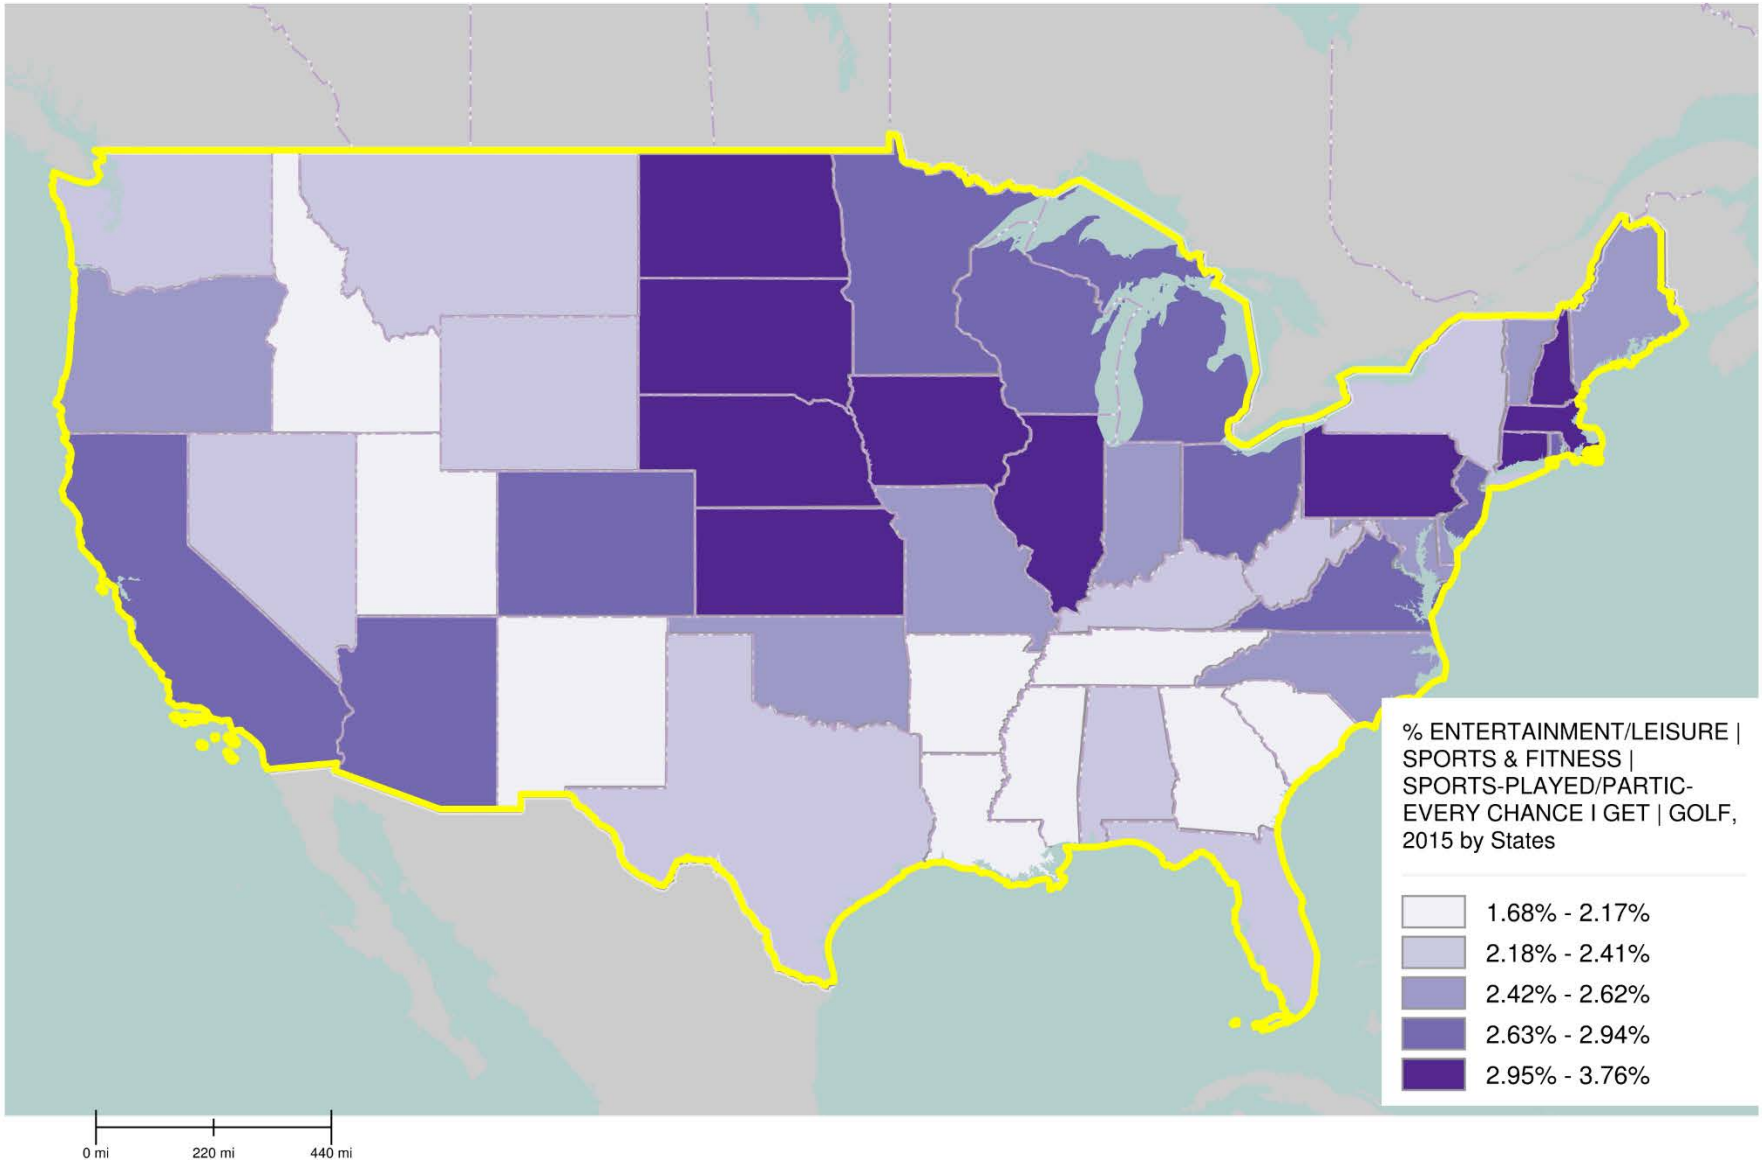 % ENTERTAINMENT/LEISURE |
SPORTS & FITNESS |
SPORTS-PLAYED/PARTIC-
EVERY CHANCE I GET | GOLF,
2015 by States
1.68% - 2.17%
2.18% - 2.41%
2.42% - 2.62%
2.63% - 2.94%
2.95% - 3.76%
0 mi 220 mi 440 mi